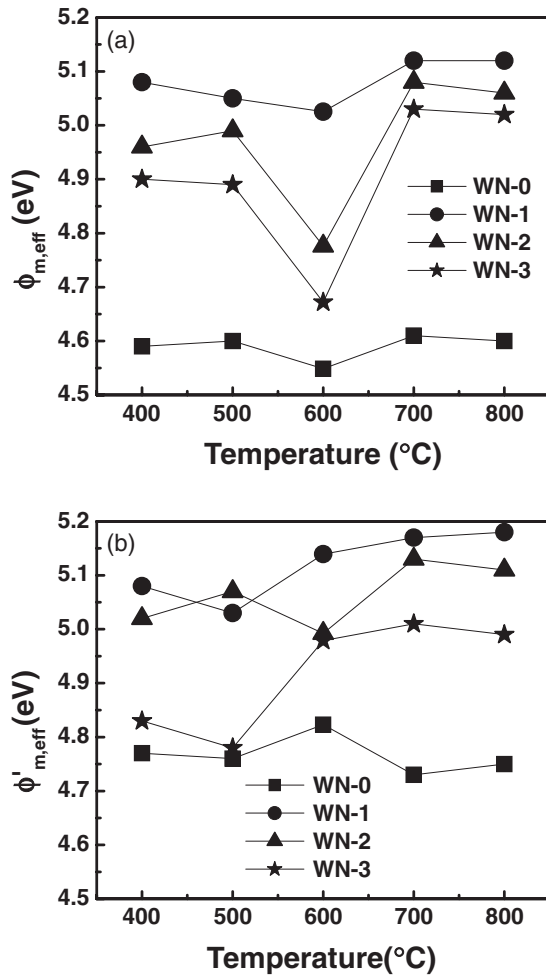 (a)
5.2
5.1
5.0
4.9
4.8
4.7
4.6
4.5
ϕm,eff (eV)
WN-0
WN-1
WN-2
WN-3
400 500 600 700 800
Temperature (°C)
(b)
5.2
5.1
5.0
4.9
4.8
4.7
4.6
4.5
ϕ'm,eff(eV)
WN-0
WN-1
WN-2
WN-3
400 500 600 700 800
Temperature(°C)